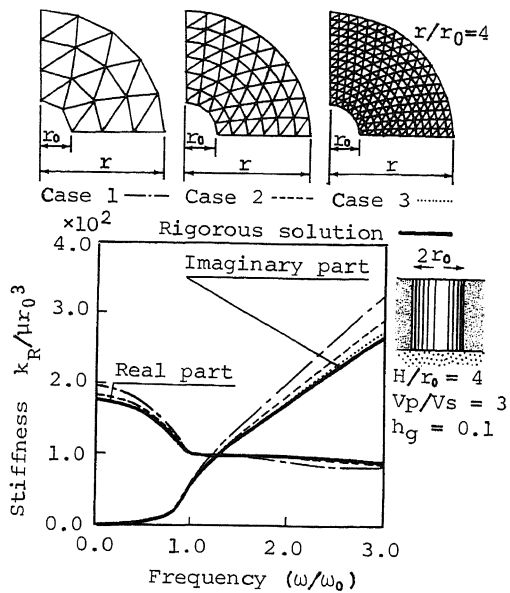 r/r₀=4
r₀
r
r₀
r
r₀
r
Case 1 Case 2 Case 3
Rigorous solution
×10²
4.0
3.0
2.0
1.0
0.0
Stiffness k_R/μr₀³
Imaginary part
Real part
0.0 1.0 2.0 3.0
Frequency (ω/ω₀)
2r₀
H/r₀ = 4
Vp/Vs = 3
h_g = 0.1